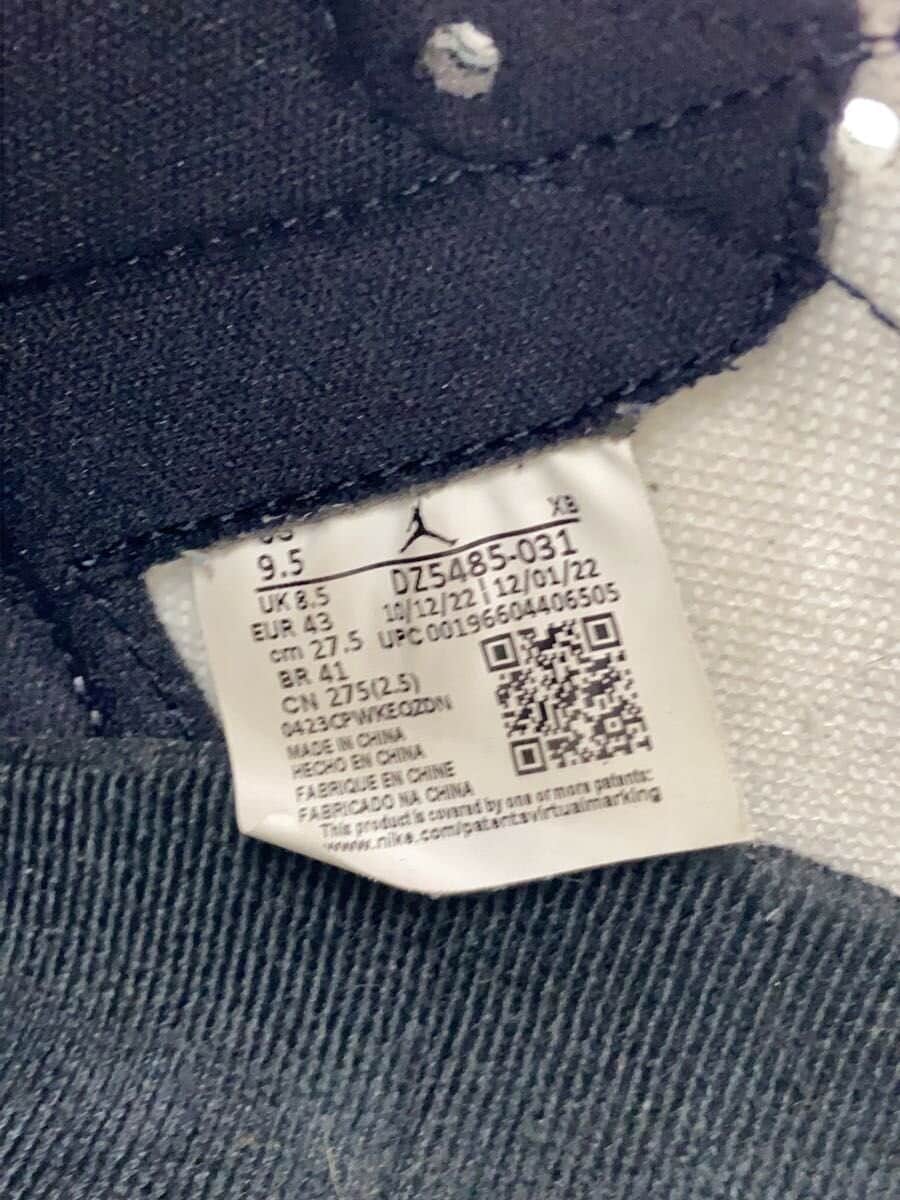 XB
9.5
DZ5485-031
UK 8.5
10/12/22 | 12/01/22
EUR 43
UPC 00196604406505
cm 27.5
BR 41
CN 275(2.5)
0423CPWKEQZDN
MADE IN CHINA
HECHO EN CHINA
FABRIQUE EN CHINE
FABRICADO NA CHINA
This product is covered by one or more patents:
www.nike.com/patentsvirtualmarking